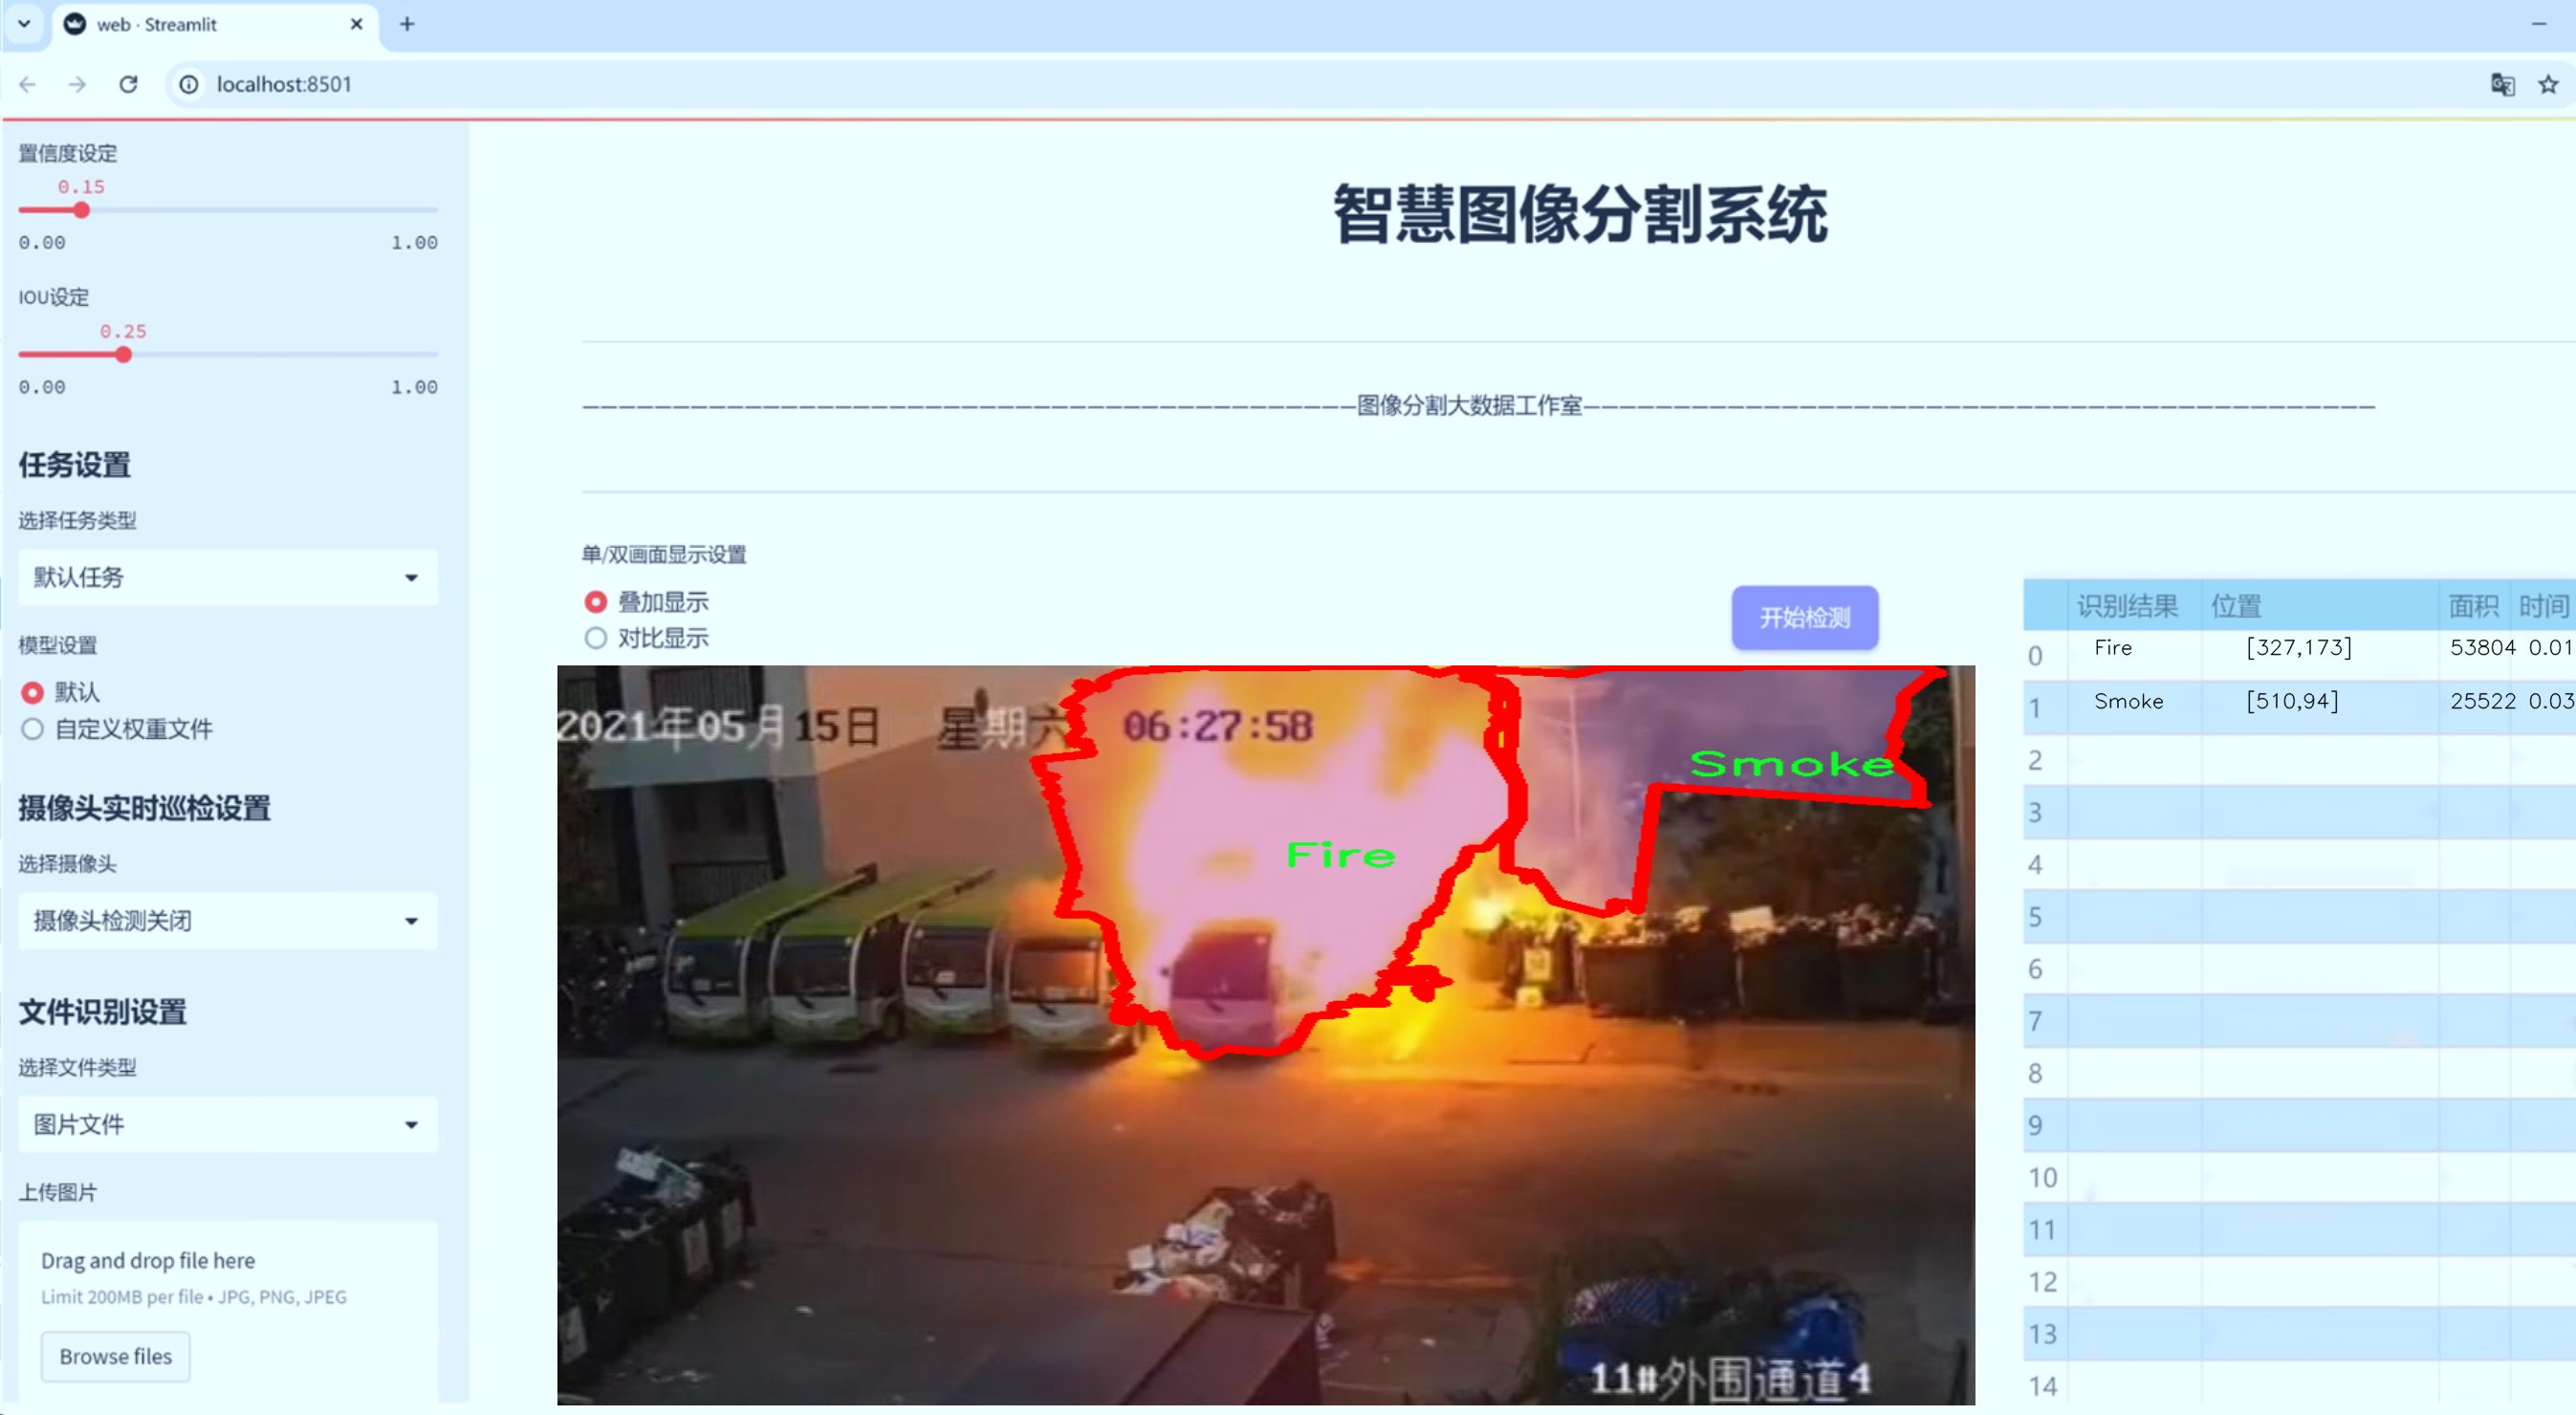 web · Streamlit
localhost:8501
置信度设定
0.15
0.00 1.00
IOU设定
0.25
0.00 1.00
任务设置
选择任务类型
默认任务
模型设置
默认
自定义权重文件
摄像头实时巡检设置
选择摄像头
摄像头检测关闭
文件识别设置
选择文件类型
图片文件
上传图片
Drag and drop file here
Limit 200MB per file • JPG, PNG, JPEG
Browse files
智慧图像分割系统
———————————————————————————————————————————图像分割大数据工作室————————————————————————————————————————————
单/双画面显示设置
叠加显示
对比显示
开始检测
2021年05月15日 星期六 06:27:58
Smoke
Fire
11#外围通道4
识别结果 位置 面积 时间
0 Fire [327,173] 53804 0.01
1 Smoke [510,94] 25522 0.03
2
3
4
5
6
7
8
9
10
11
12
13
14